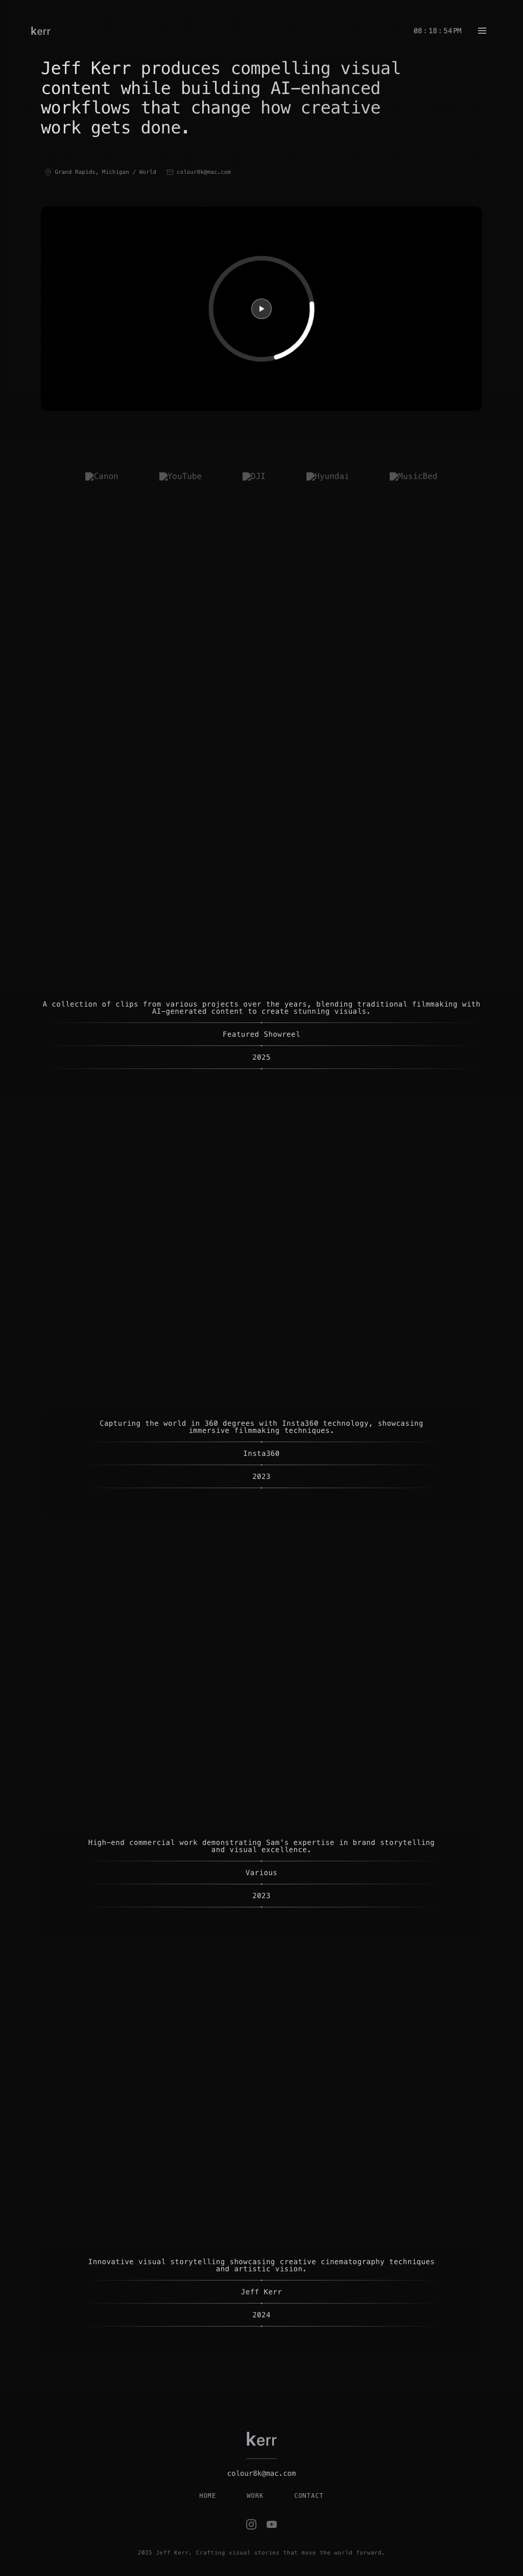 kerr
08:18:54PM
Jeff Kerr produces compelling visual
content while building AI-enhanced
workflows that change how creative
work gets done.
Grand Rapids, Michigan / World
colour8k@mac.com
Canon
YouTube
DJI
Hyundai
MusicBed
A collection of clips from various projects over the years, blending traditional filmmaking with
AI-generated content to create stunning visuals.
Featured Showreel
2025
Capturing the world in 360 degrees with Insta360 technology, showcasing
immersive filmmaking techniques.
Insta360
2023
High-end commercial work demonstrating Sam's expertise in brand storytelling
and visual excellence.
Various
2023
Innovative visual storytelling showcasing creative cinematography techniques
and artistic vision.
Jeff Kerr
2024
kerr
colour8k@mac.com
HOME
WORK
CONTACT
2025 Jeff Kerr. Crafting visual stories that move the world forward.